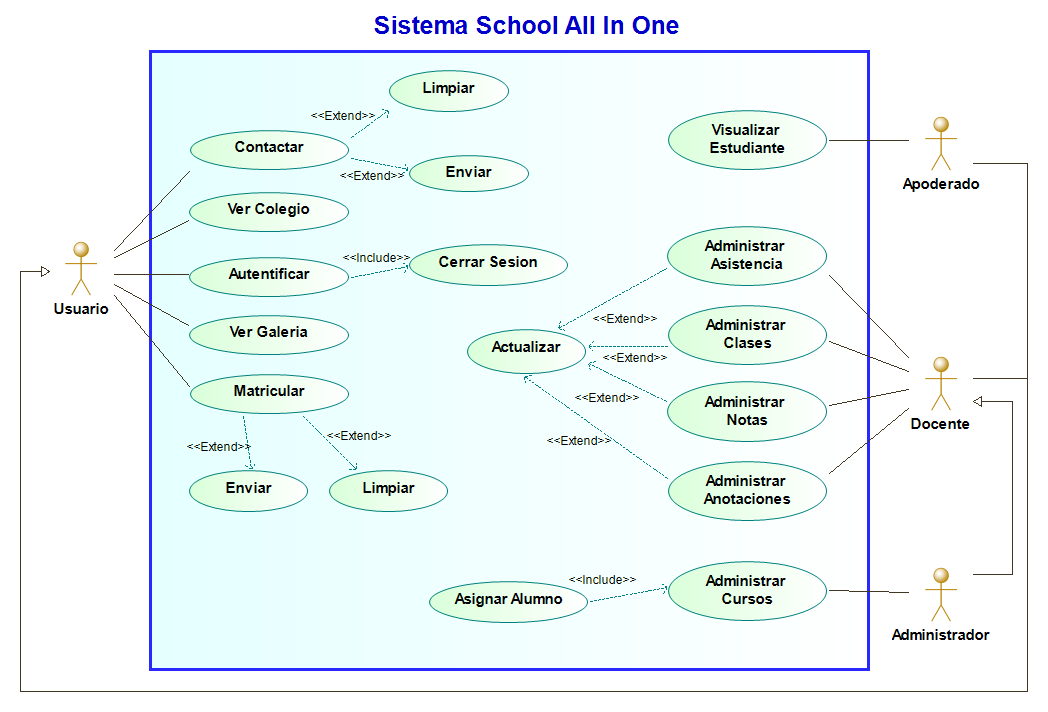 Sistema School All In One
Limpiar
<<Extend>>
Contactar
<<Extend>>
Enviar
Visualizar
Estudiante
Apoderado
Ver Colegio
Autentificar
<<Include>>
Cerrar Sesion
Usuario
Ver Galeria
Administrar
Asistencia
<<Extend>>
Administrar
Clases
Actualizar
<<Extend>>
Matricular
<<Extend>>
Administrar
Notas
Docente
<<Extend>>
<<Extend>>
<<Extend>>
Enviar
Limpiar
Administrar
Anotaciones
<<Include>>
Asignar Alumno
Administrar
Cursos
Administrador